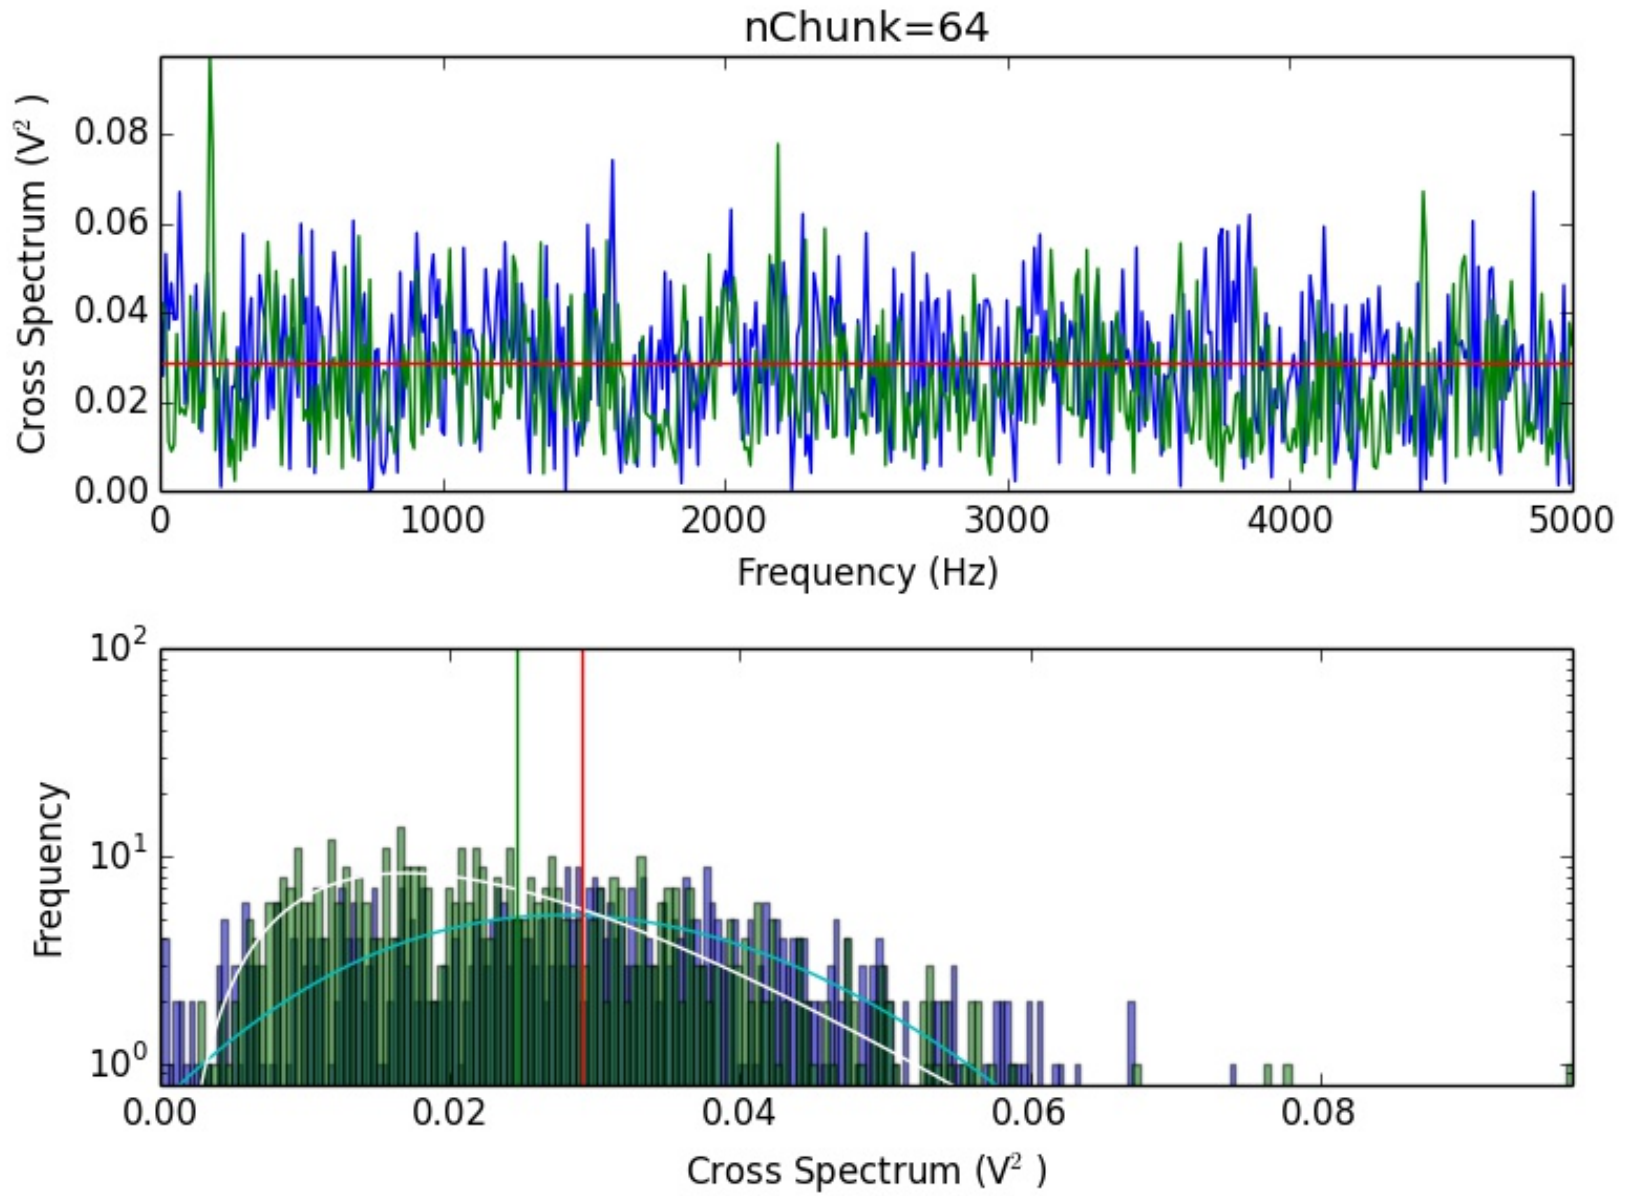 nChunk=64
Cross Spectrum (V²)
0.08
0.06
0.04
0.02
0.00
0 1000 2000 3000 4000 5000
Frequency (Hz)
Frequency
10²
10¹
10⁰
0.00 0.02 0.04 0.06 0.08
Cross Spectrum (V²)